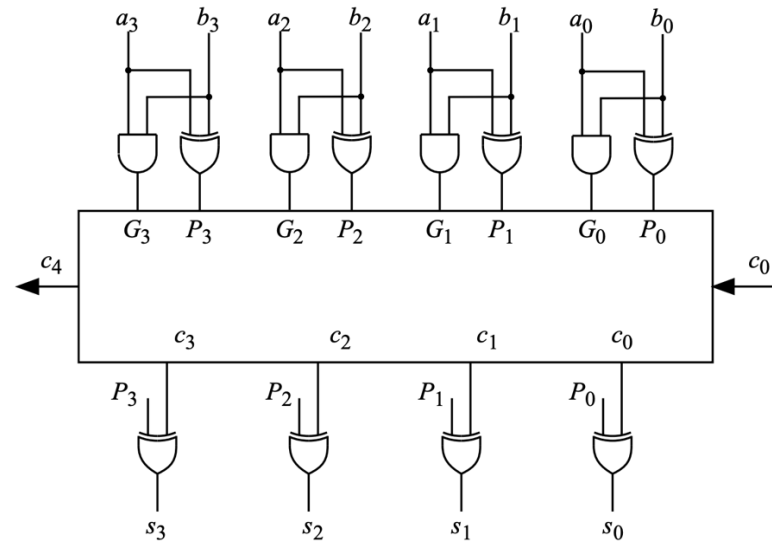 a₃ b₃ a₂ b₂ a₁ b₁ a₀ b₀
G₃ P₃ G₂ P₂ G₁ P₁ G₀ P₀
c₄ c₀
c₃ c₂ c₁ c₀
P₃ P₂ P₁ P₀
s₃ s₂ s₁ s₀